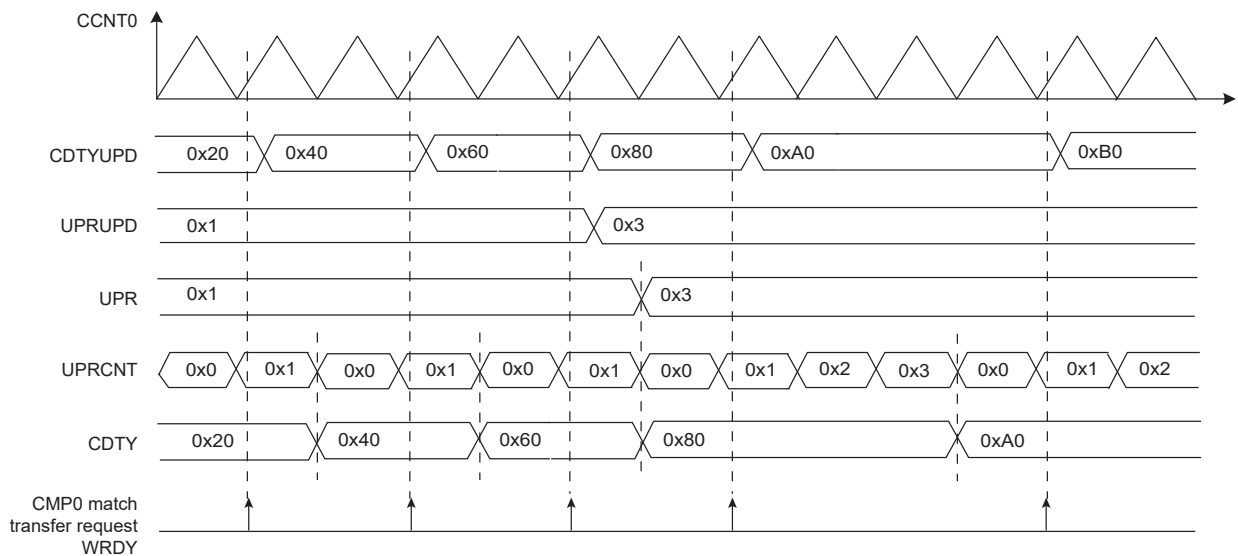 CCNT0
CDTYUPD 0x20 0x40 0x60 0x80 0xA0 0xB0
UPRUPD 0x1 0x3
UPR 0x1 0x3
UPRCNT 0x0 0x1 0x0 0x1 0x0 0x1 0x0 0x1 0x2 0x3 0x0 0x1 0x2
CDTY 0x20 0x40 0x60 0x80 0xA0
CMP0 match
transfer request
WRDY